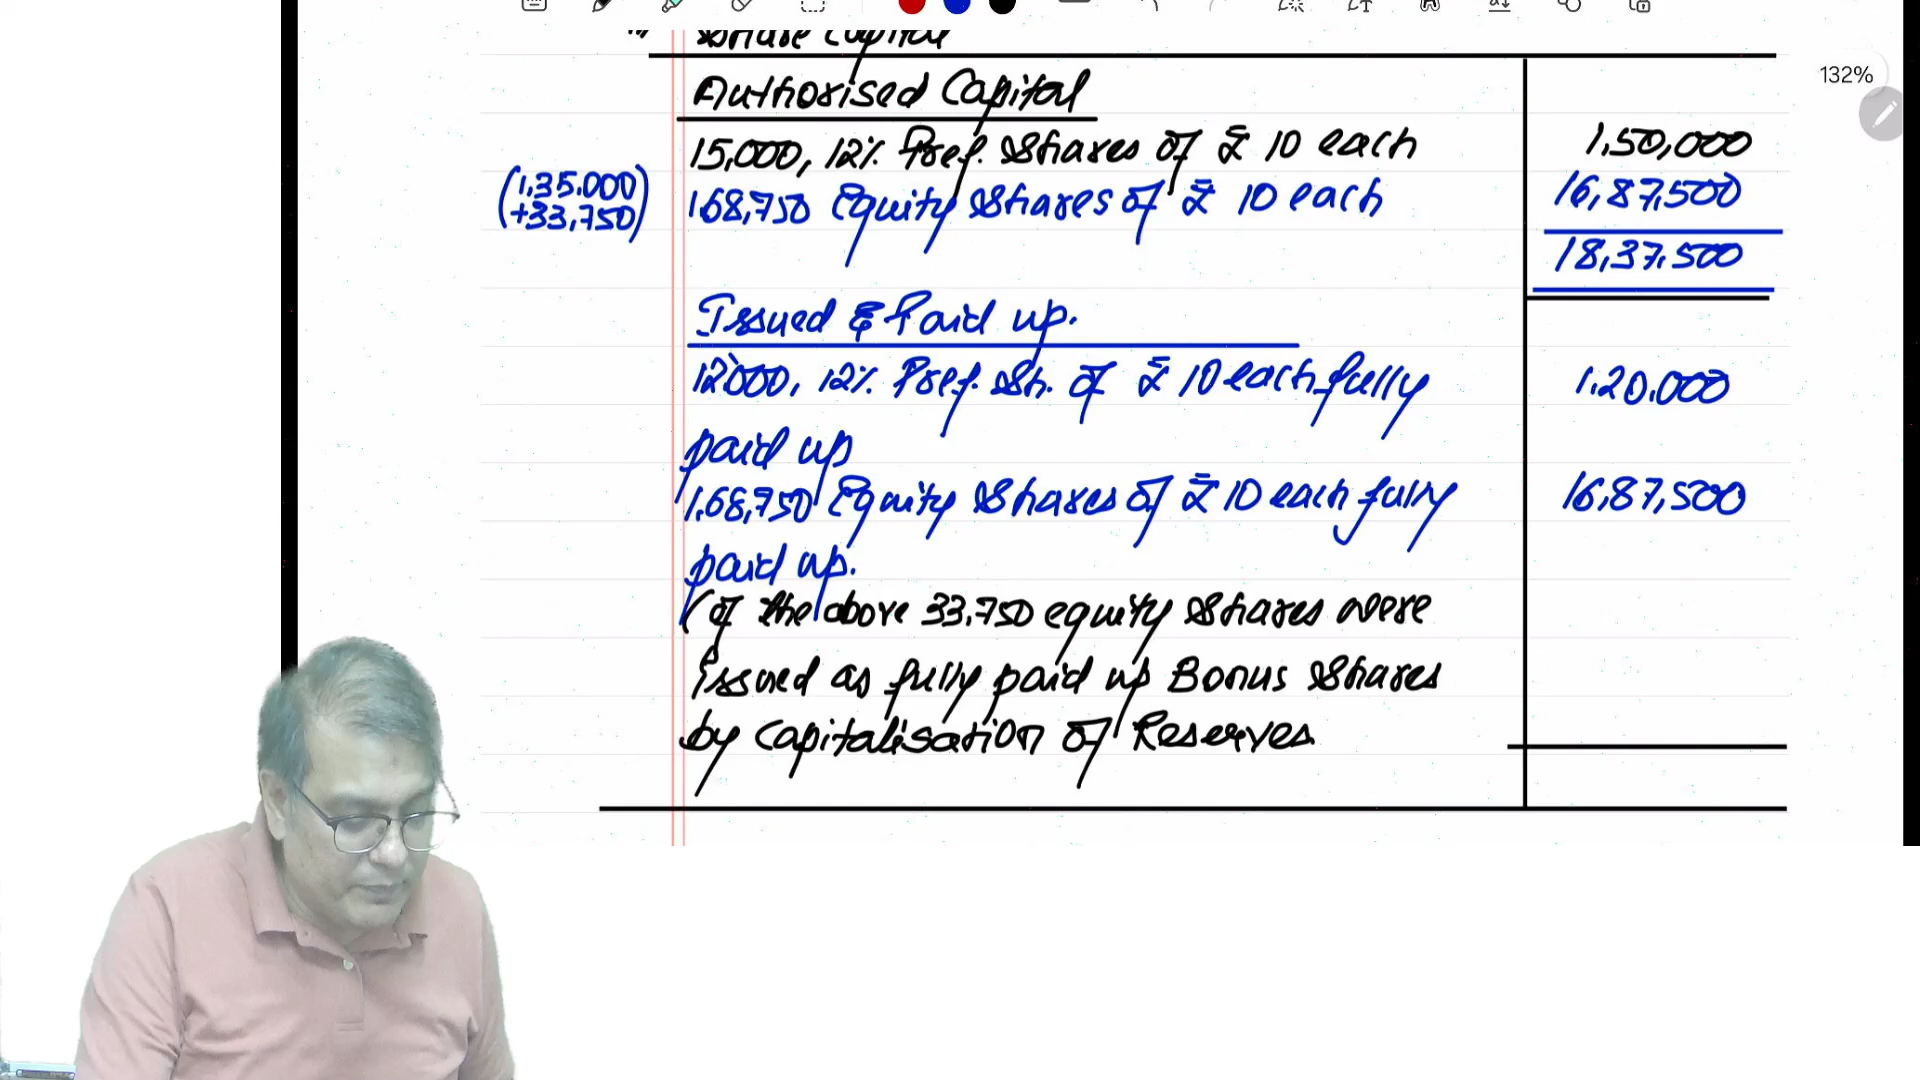 Share Capital
132%
Authorised Capital
15,000, 12% Pref. Shares of ₹ 10 each 1,50,000
(1,35,000 + 33,750) 1,68,750 Equity Shares of ₹ 10 each 16,87,500
18,37,500
Issued & Paid up.
12000, 12% Pref. Sh. of ₹ 10 each fully 1,20,000
paid up
1,68,750 Equity Shares of ₹ 10 each fully 16,87,500
paid up.
(Of the above 33,750 equity shares were
issued as fully paid up Bonus Shares
by Capitalisation of Reserves